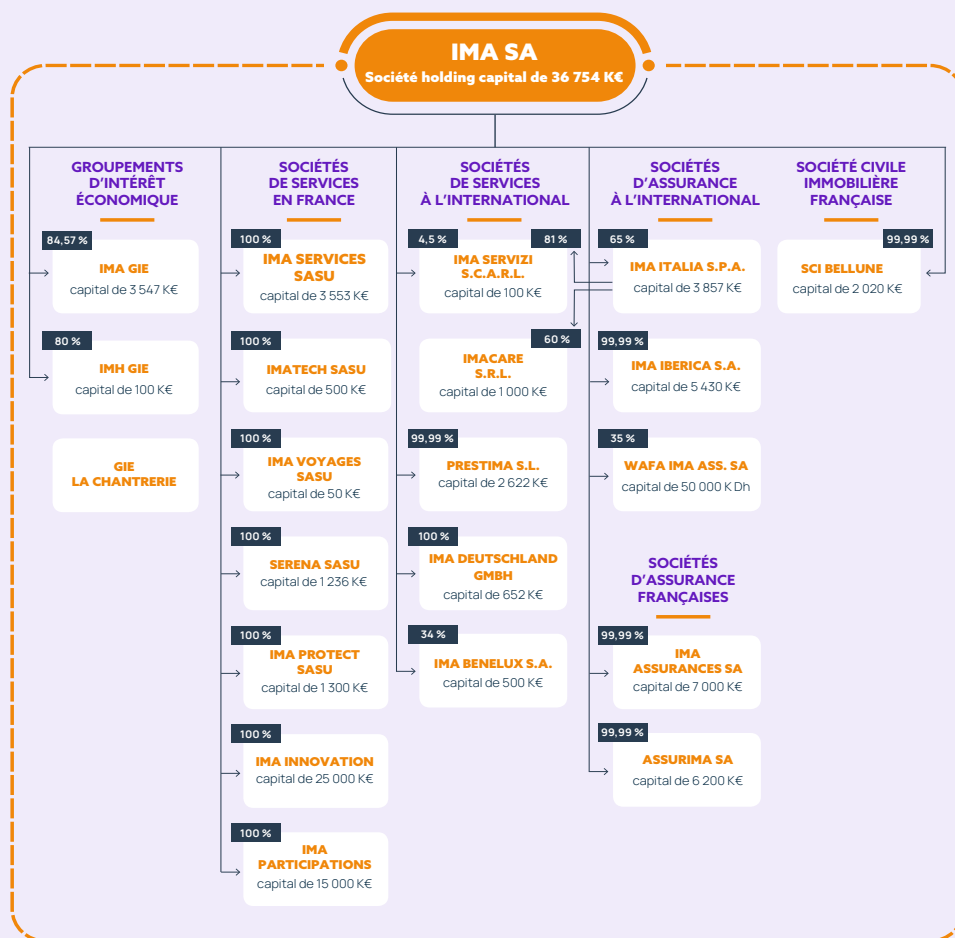 IMA SA
Société holding capital de 36 754 K€
GROUPEMENTS
D'INTÉRÊT
ÉCONOMIQUE
84,57 %
IMA GIE
capital de 3 547 K€
80 %
IMH GIE
capital de 100 K€
GIE
LA CHANTRERIE
SOCIÉTÉS
DE SERVICES
EN FRANCE
100 %
IMA SERVICES
SASU
capital de 3 553 K€
100 %
IMATECH SASU
capital de 500 K€
100 %
IMA VOYAGES
SASU
capital de 50 K€
100 %
SERENA SASU
capital de 1 236 K€
100 %
IMA PROTECT
SASU
capital de 1 300 K€
100 %
IMA INNOVATION
capital de 25 000 K€
100 %
IMA
PARTICIPATIONS
capital de 15 000 K€
SOCIÉTÉS
DE SERVICES
À L'INTERNATIONAL
4,5 %
81 %
IMA SERVIZI
S.C.A.R.L.
capital de 100 K€
60 %
IMACARE
S.R.L.
capital de 1 000 K€
99,99 %
PRESTIMA S.L.
capital de 2 622 K€
100 %
IMA DEUTSCHLAND
GMBH
capital de 652 K€
34 %
IMA BENELUX S.A.
capital de 500 K€
SOCIÉTÉS
D'ASSURANCE
À L'INTERNATIONAL
65 %
IMA ITALIA S.P.A.
capital de 3 857 K€
99,99 %
IMA IBERICA S.A.
capital de 5 430 K€
35 %
WAFA IMA ASS. SA
capital de 50 000 K Dh
SOCIÉTÉS
D'ASSURANCE
FRANÇAISES
99,99 %
IMA
ASSURANCES SA
capital de 7 000 K€
99,99 %
ASSURIMA SA
capital de 6 200 K€
SOCIÉTÉ CIVILE
IMMOBILIÈRE
FRANÇAISE
99,99 %
SCI BELLUNE
capital de 2 020 K€